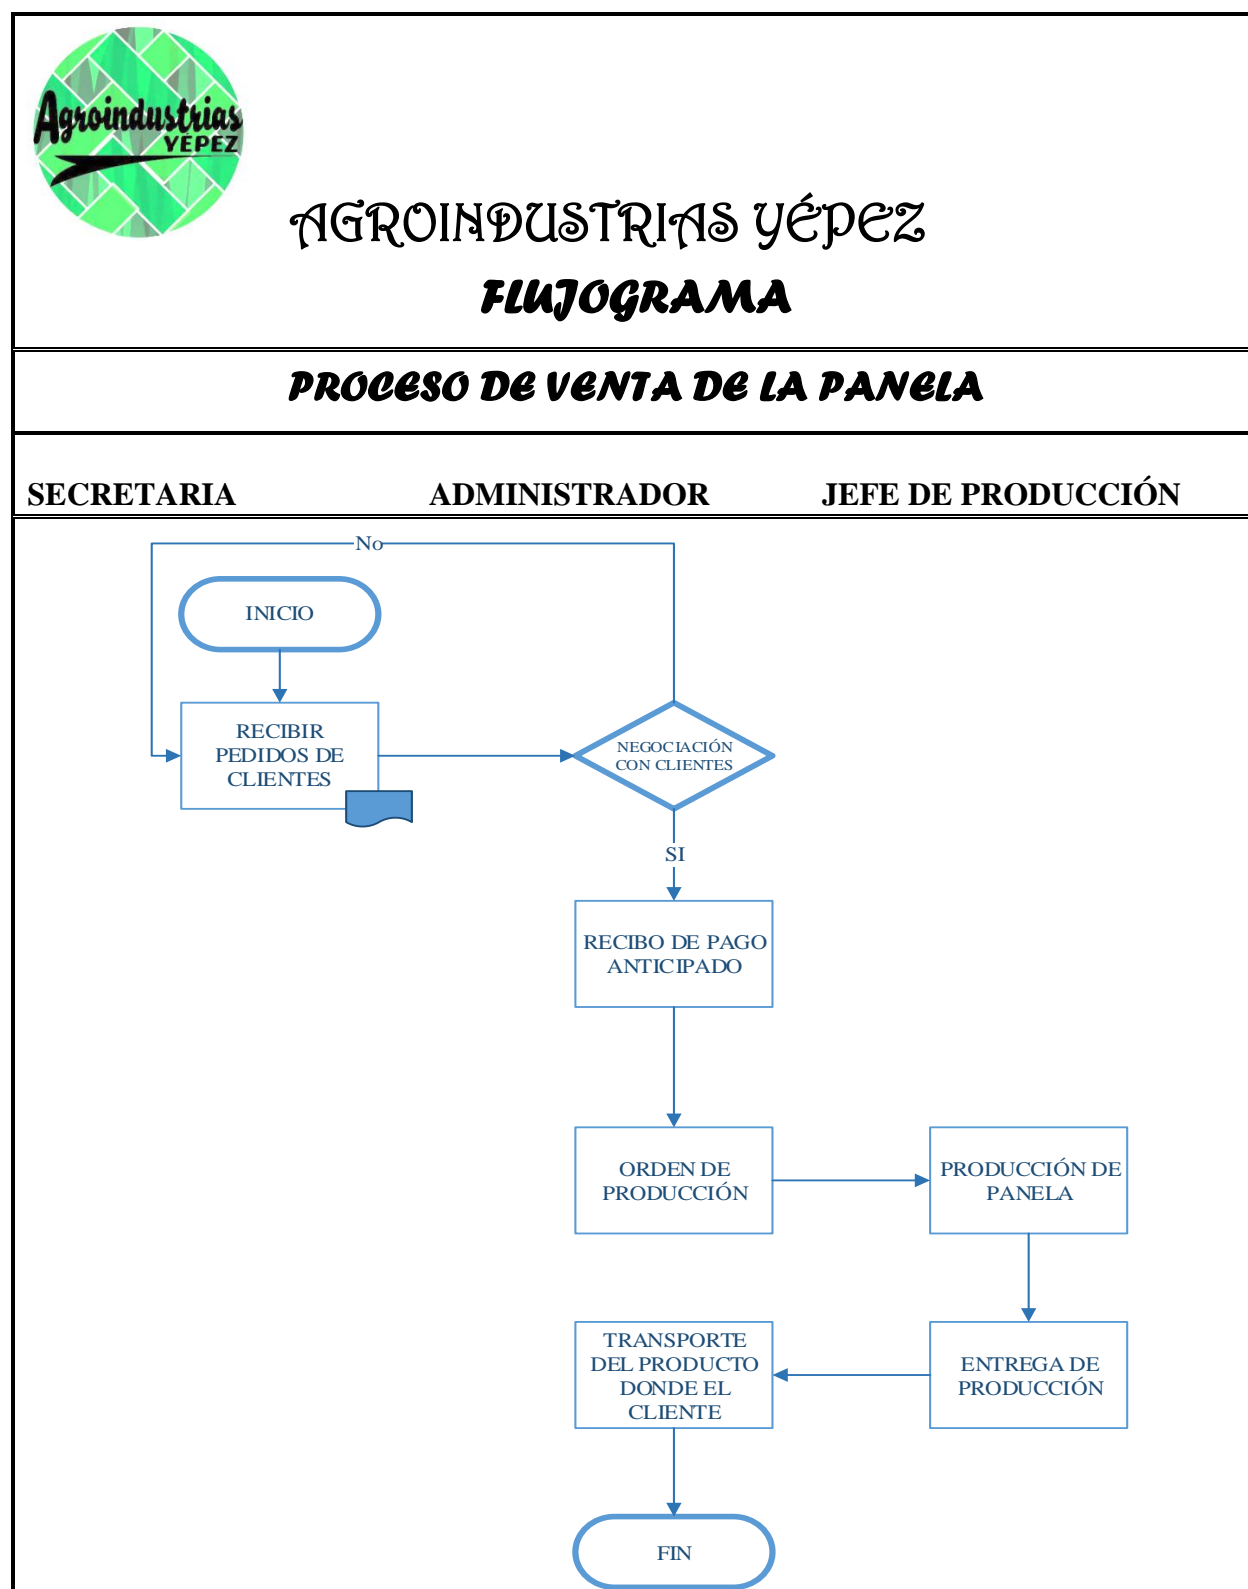 Agroindustrias
YÉPEZ
AGROINDUSTRIAS YÉPEZ
FLUJOGRAMA
PROCESO DE VENTA DE LA PANELA
SECRETARIA ADMINISTRADOR JEFE DE PRODUCCIÓN
No
INICIO
RECIBIR
PEDIDOS DE
CLIENTES
NEGOCIACIÓN
CON CLIENTES
SI
RECIBO DE PAGO
ANTICIPADO
ORDEN DE
PRODUCCIÓN
PRODUCCIÓN DE
PANELA
TRANSPORTE
DEL PRODUCTO
DONDE EL
CLIENTE
ENTREGA DE
PRODUCCIÓN
FIN